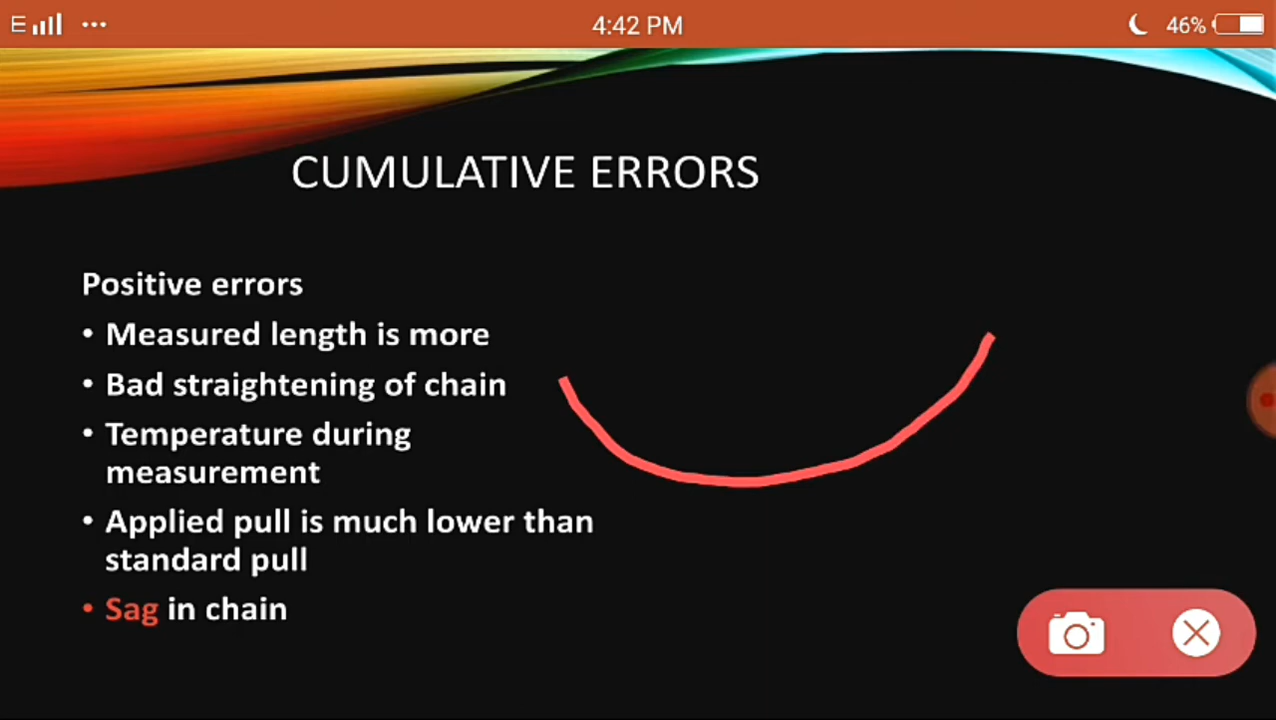 E 4:42 PM 46%
CUMULATIVE ERRORS
Positive errors
• Measured length is more
• Bad straightening of chain
• Temperature during
measurement
• Applied pull is much lower than
standard pull
• Sag in chain